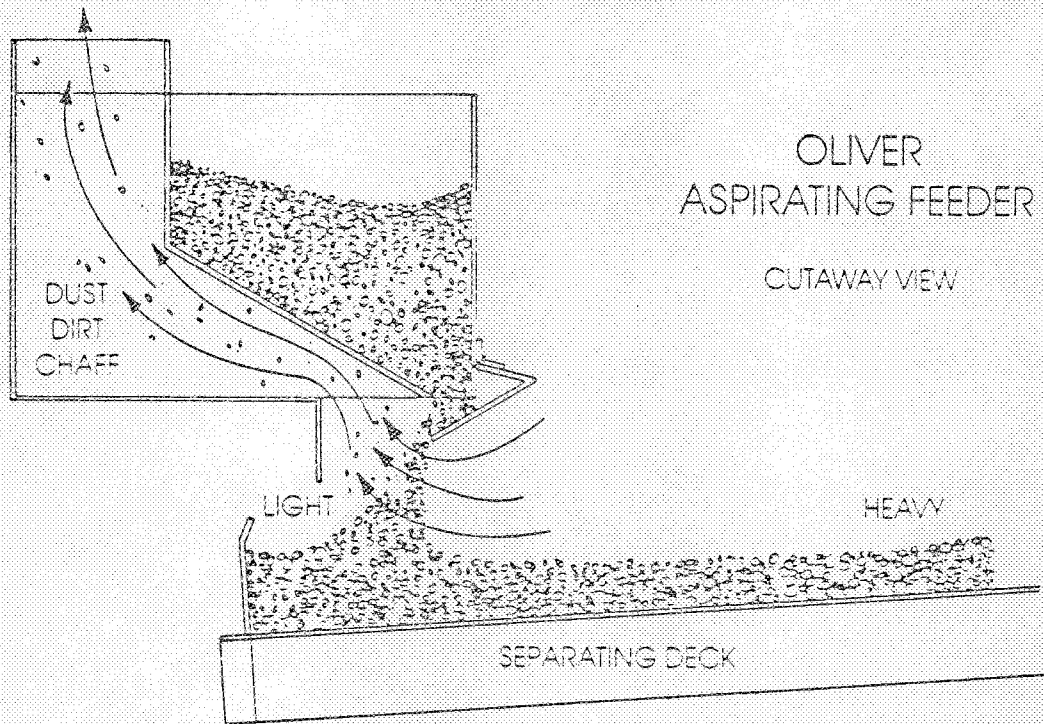 OLIVER
ASPIRATING FEEDER
CUTAWAY VIEW
DUST
DIRT
CHAFF
LIGHT
HEAVY
SEPARATING DECK